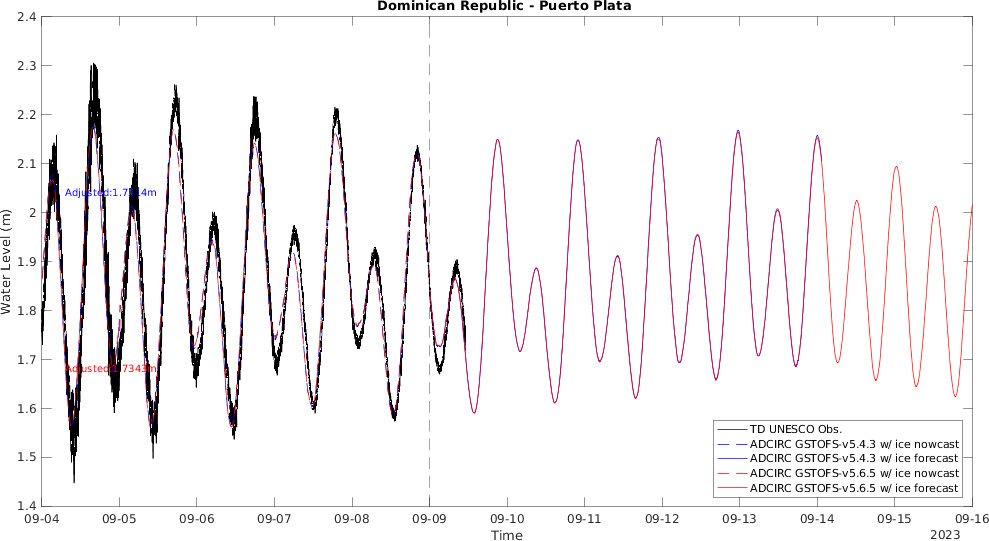 Dominican Republic - Puerto Plata
Water Level (m)
2.4
2.3
2.2
2.1
2
1.9
1.8
1.7
1.6
1.5
1.4
Adjusted:
m
Adjusted:
m
TD UNESCO Obs.
ADCIRC GSTOFS-v5.4.3 w/ ice nowcast
ADCIRC GSTOFS-v5.4.3 w/ ice forecast
ADCIRC GSTOFS-v5.6.5 w/ ice nowcast
ADCIRC GSTOFS-v5.6.5 w/ ice forecast
09-04 09-05 09-06 09-07 09-08 09-09 09-10 09-11 09-12 09-13 09-14 09-15 09-16
Time
2023